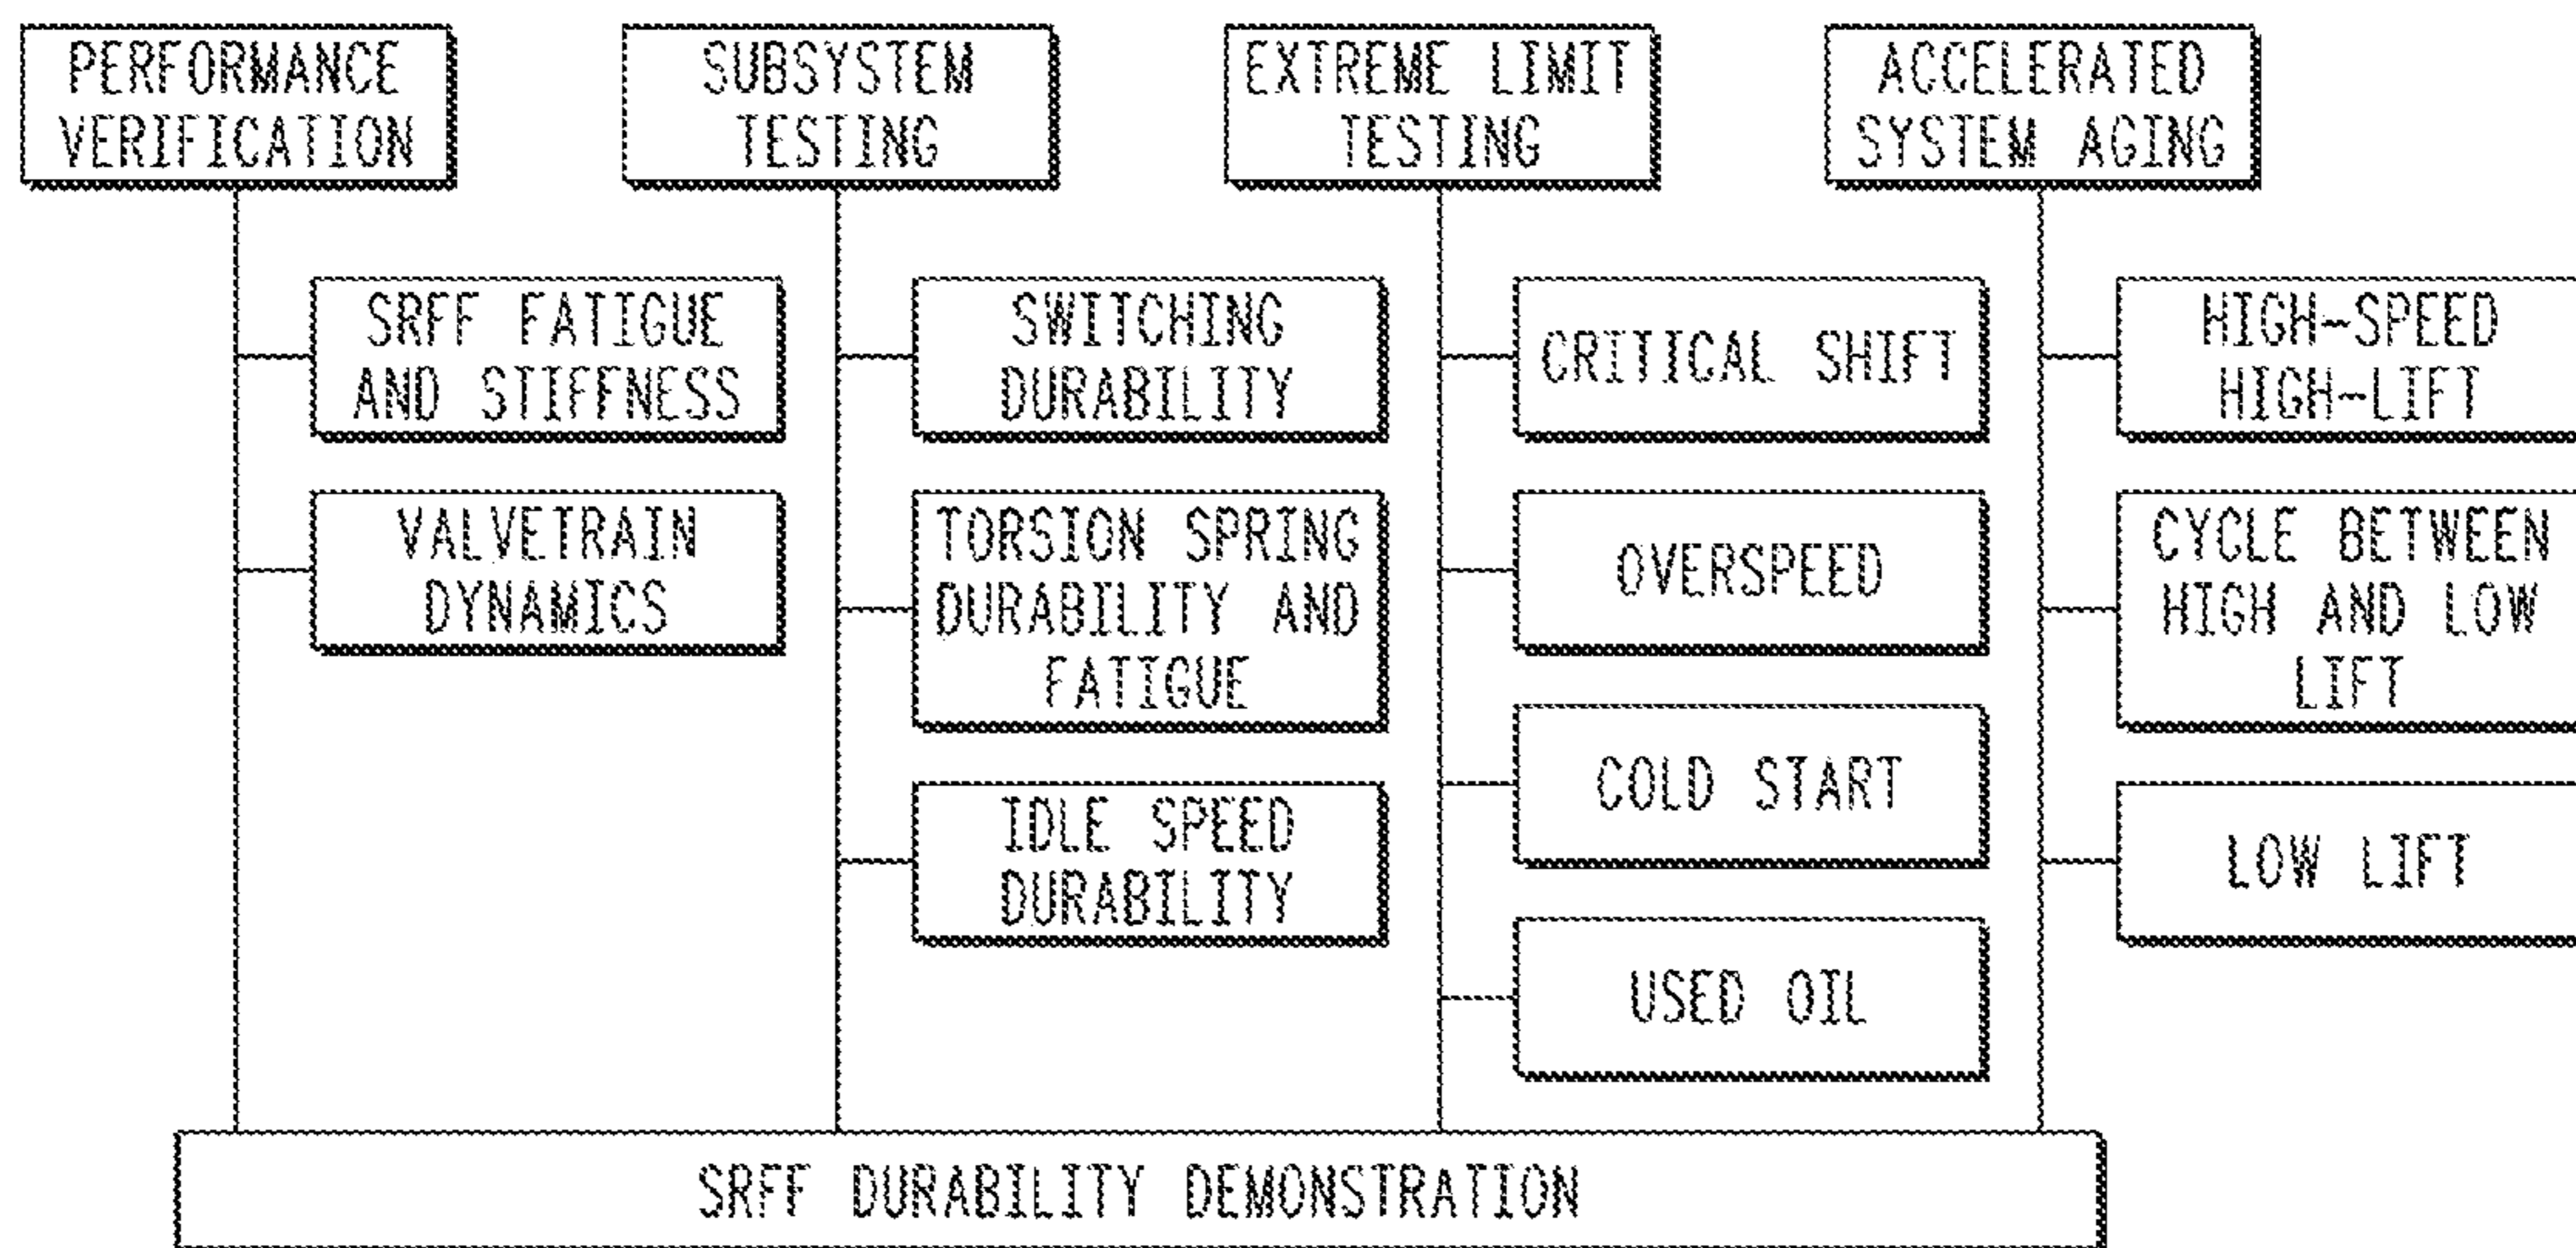 PERFORMANCE
VERIFICATION
SUBSYSTEM
TESTING
EXTREME LIMIT
TESTING
ACCELERATED
SYSTEM AGING
SRFF FATIGUE
AND STIFFNESS
VALVETRAIN
DYNAMICS
SWITCHING
DURABILITY
TORSION SPRING
DURABILITY AND
FATIGUE
IDLE SPEED
DURABILITY
CRITICAL SHIFT
OVERSPEED
COLD START
USED OIL
HIGH-SPEED
HIGH-LIFT
CYCLE BETWEEN
HIGH AND LOW
LIFT
LOW LIFT
SRFF DURABILITY DEMONSTRATION